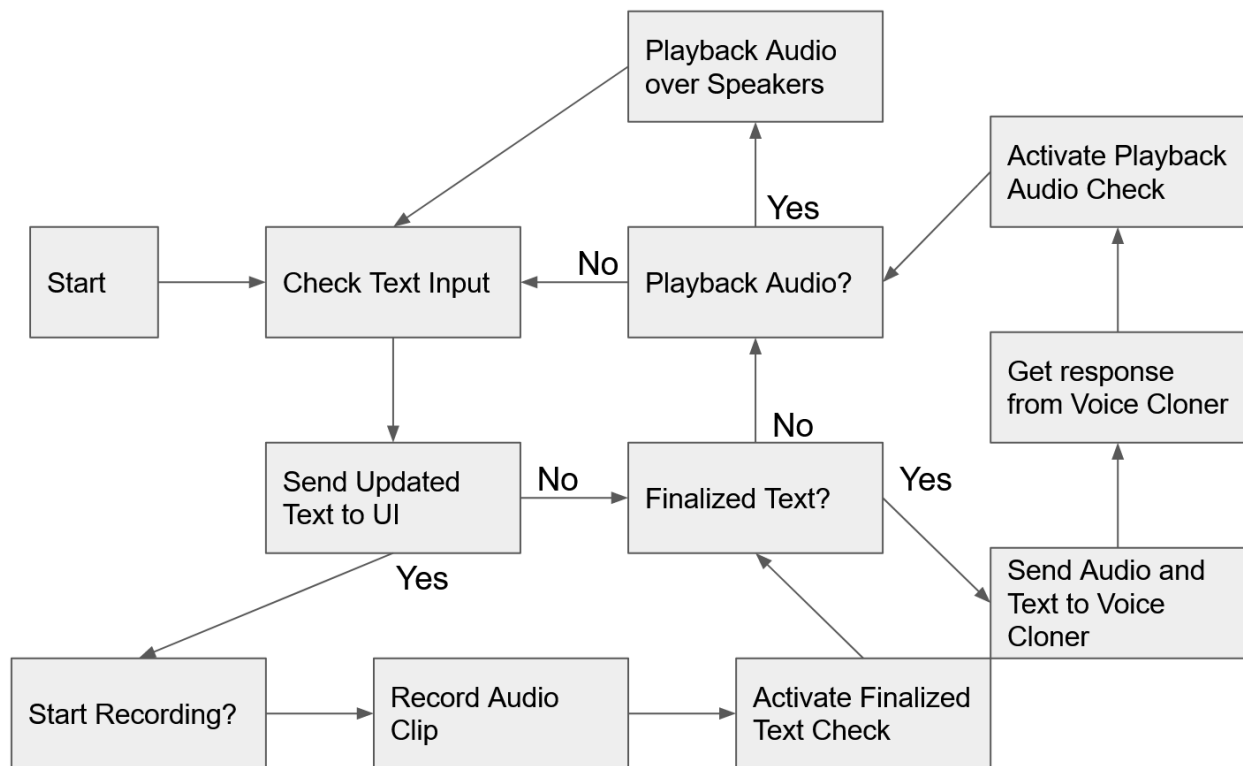 Playback Audio
over Speakers
Activate Playback
Audio Check
Yes
Start
Check Text Input
No
Playback Audio?
Get response
from Voice Cloner
No
Send Updated
Text to UI
No
Finalized Text?
Yes
Send Audio and
Text to Voice
Cloner
Yes
Start Recording?
Record Audio
Clip
Activate Finalized
Text Check